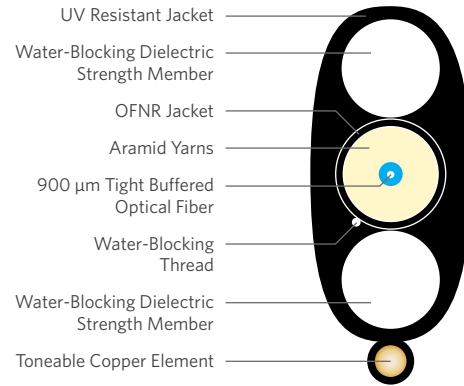 UV Resistant Jacket
Water-Blocking Dielectric
Strength Member
OFNR Jacket
Aramid Yarns
900 μm Tight Buffered
Optical Fiber
Water-Blocking
Thread
Water-Blocking Dielectric
Strength Member
Toneable Copper Element